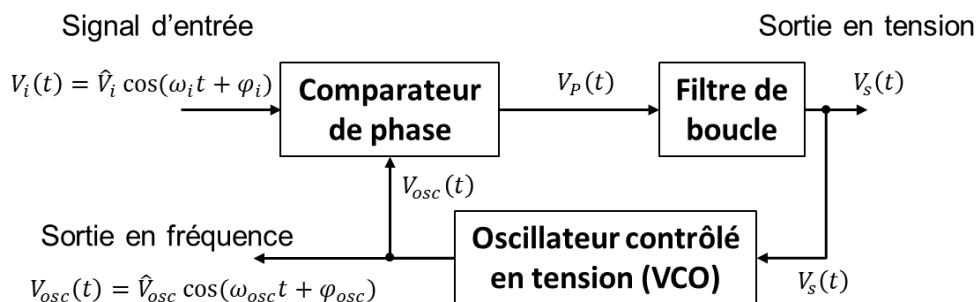 Signal d’entrée
Sortie en tension
V_i(t) = V̂_i cos(ω_i t + φ_i)
Comparateur
de phase
V_P(t)
Filtre de
boucle
V_s(t)
V_osc(t)
Sortie en fréquence
Oscillateur contrôlé
en tension (VCO)
V_s(t)
V_osc(t) = V̂_osc cos(ω_osc t + φ_osc)